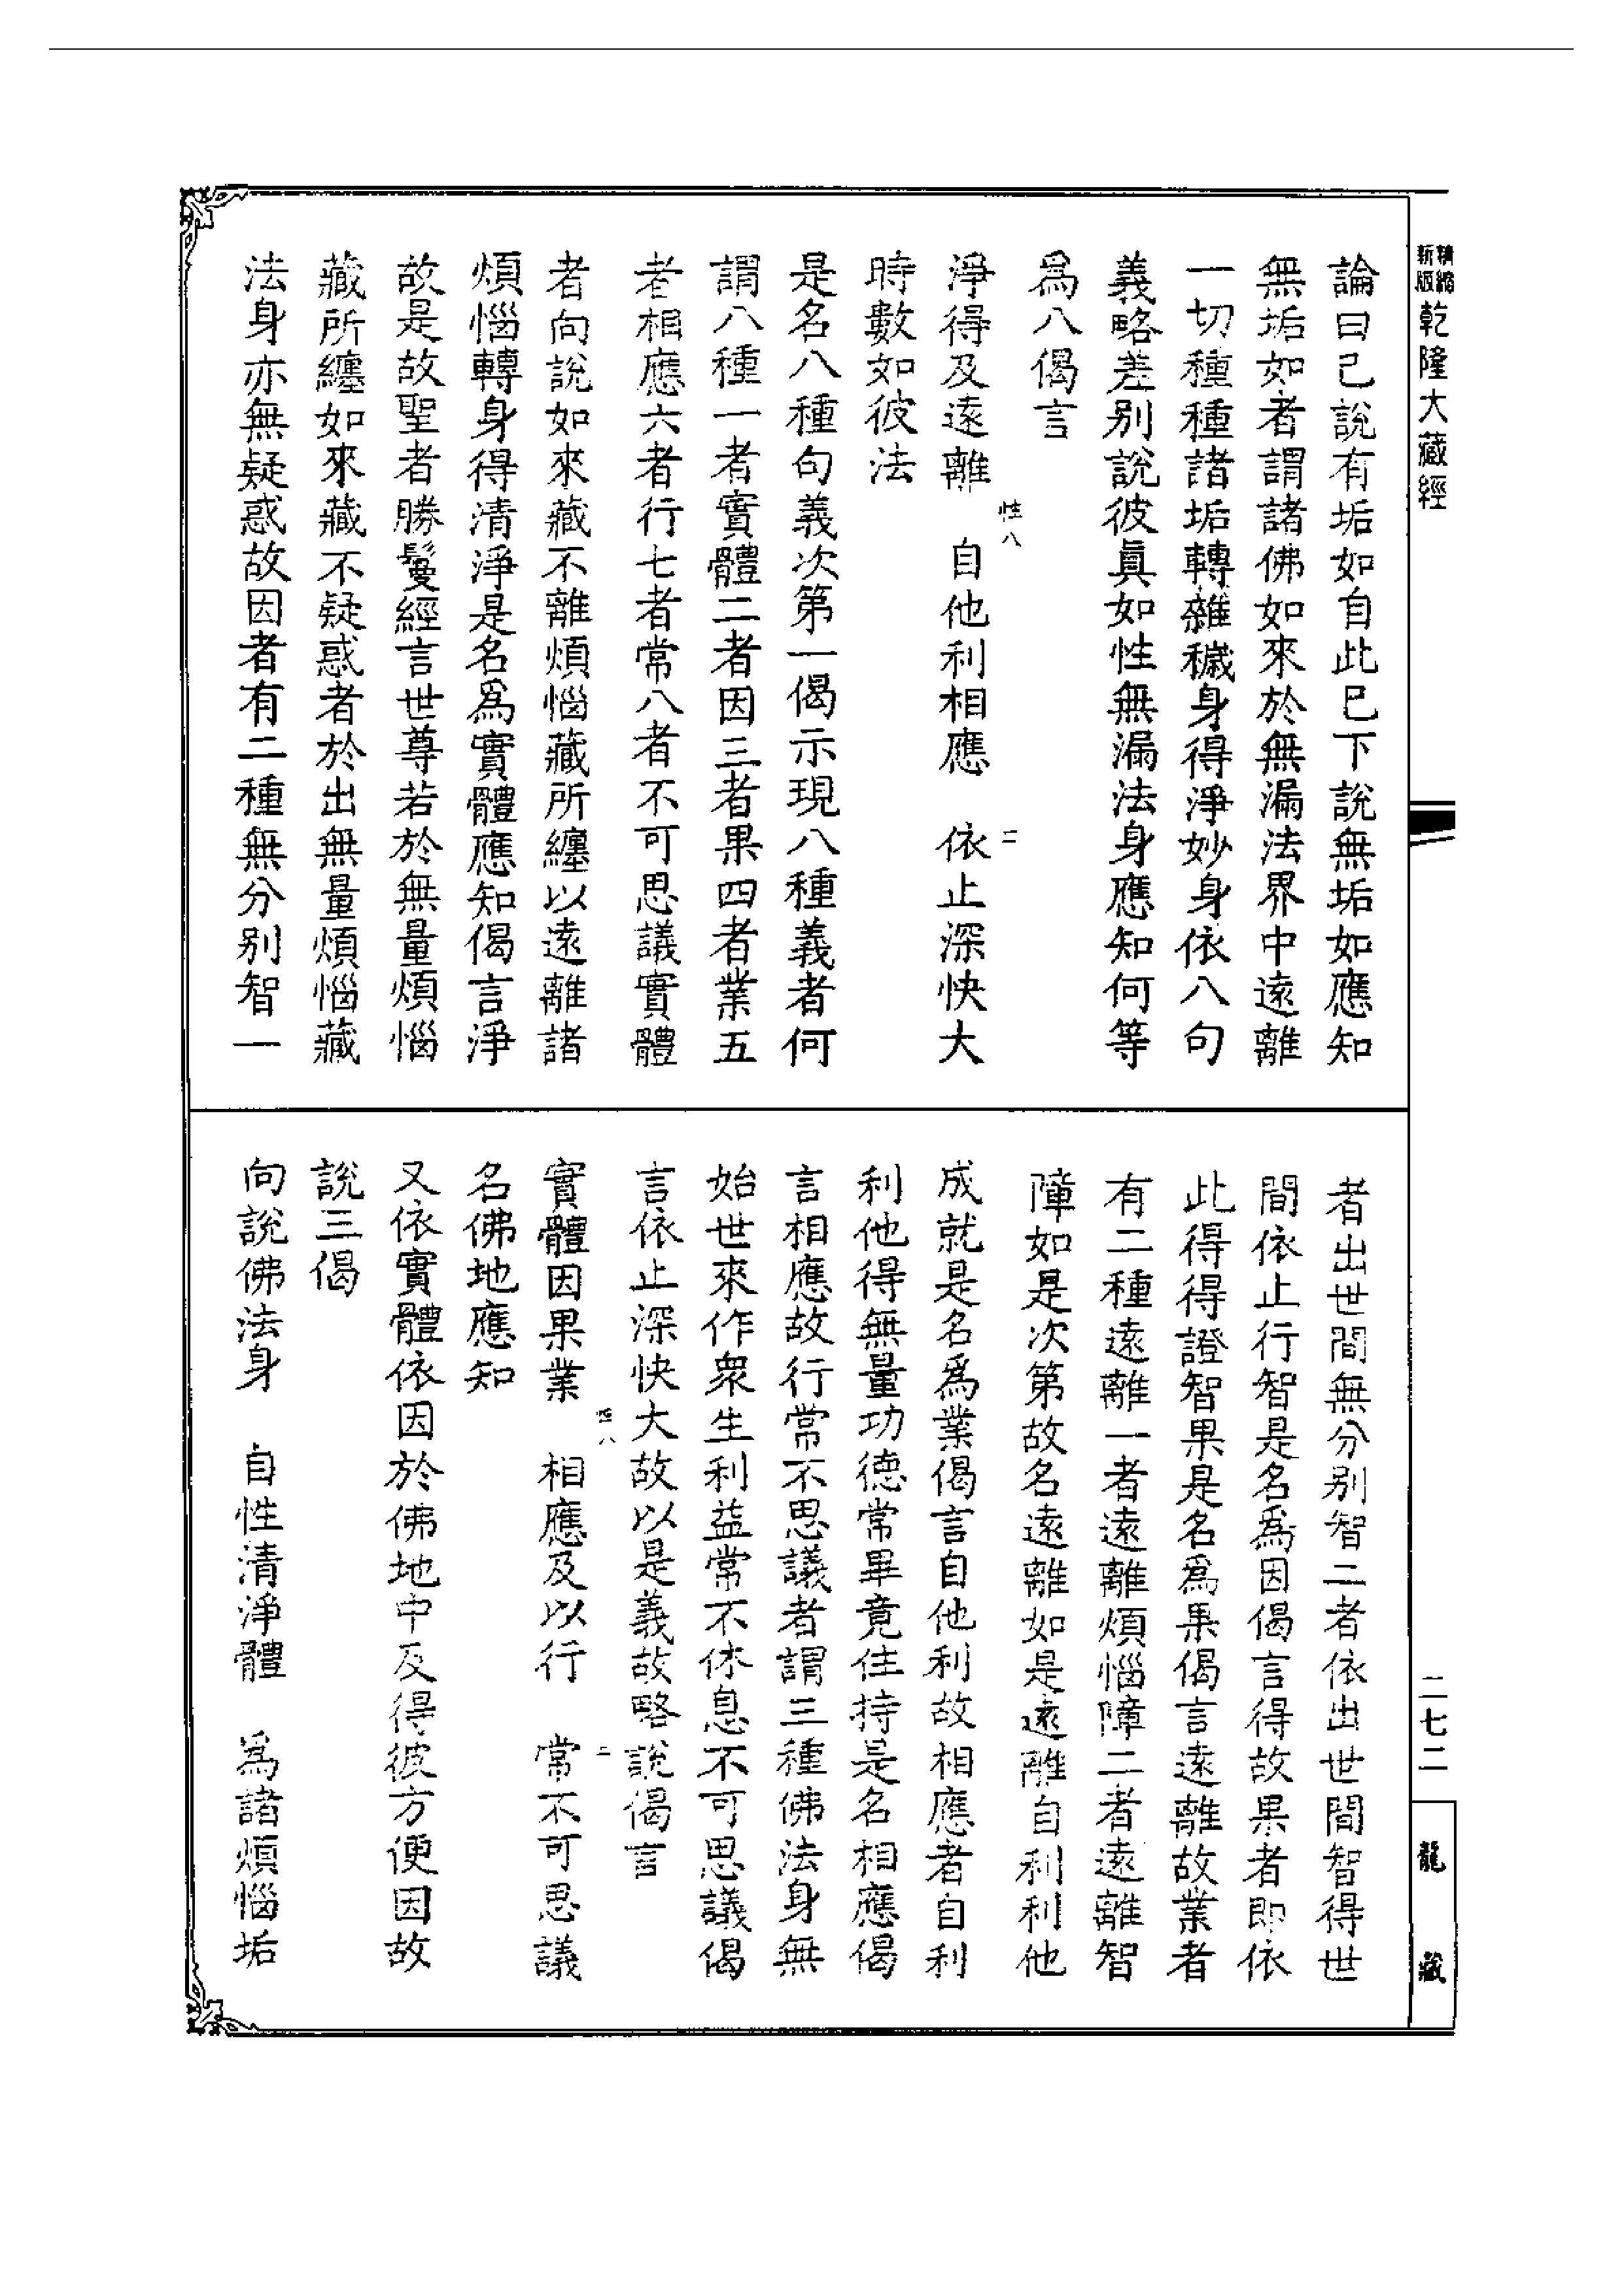 精縮新版乾隆大藏經
論曰已說有垢如自此已下說無垢如應知
無垢如者謂諸佛如來於無漏法界中遠離
一切種種諸垢轉雜穢身得淨妙身依八句
義略差別說彼眞如性無漏法身應知何等
爲八偈言
淨得及遠離　自他利相應　依止深快大
時數如彼法
是名八種句義次第一偈示現八種義者何
謂八種一者實體二者因三者果四者業五
者相應六者行七者常八者不可思議實體
者向說如來藏不離煩惱藏所纏以遠離諸
煩惱轉身得清淨是名爲實體應知偈言淨
故是故聖者勝鬘經言世尊若於無量煩惱
藏所纏如來藏不疑惑者於出無量煩惱藏
法身亦無疑惑故因者有二種無分別智一
者出世間無分別智二者依出世間智得世
間依止行智是名爲因偈言得故果者即依
此得得證智果是名爲果偈言遠離故業者
有二種遠離一者遠離煩惱障二者遠離智
障如是次第故名遠離如是遠離自利利他
成就是名爲業偈言自他利故相應者自利
利他得無量功德常畢竟住持是名相應偈
言相應故行常不思議者謂三種佛法身無
始世來作衆生利益常不休息不可思議偈
言依止深快大故以是義故略說偈言
實體因果業　相應及以行　常不可思議
名佛地應知
又依實體依因於佛地中及得彼方便因故
說三偈
向說佛法身　自性清淨體　爲諸煩惱垢
二七二
龍藏